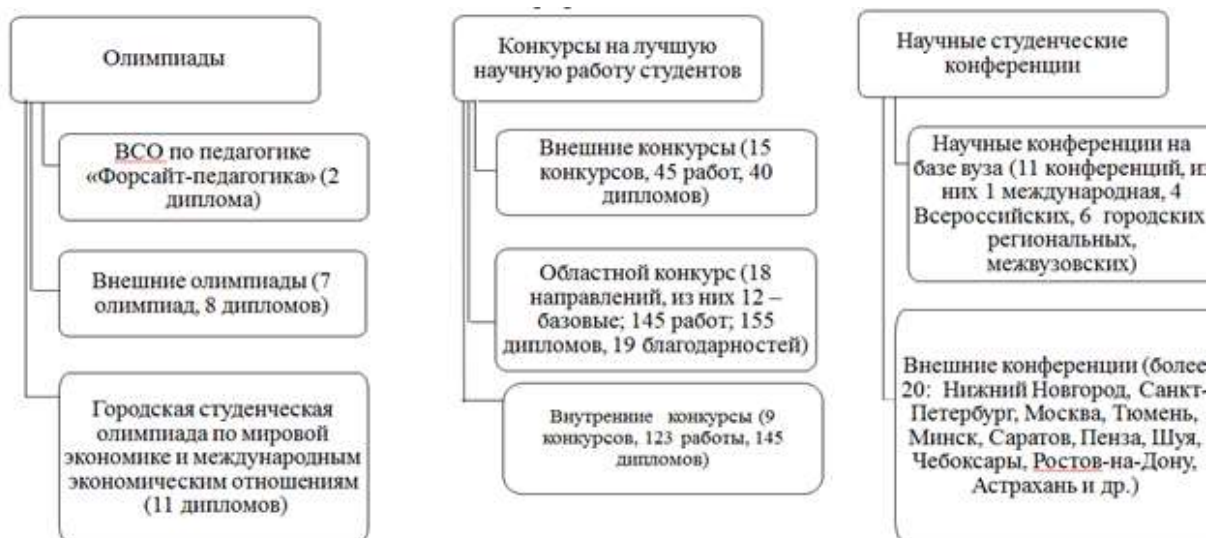 Олимпиады
ВСО по педагогике
«Форсайт-педагогика» (2
диплома)
Внешние олимпиады (7
олимпиад, 8 дипломов)
Городская студенческая
олимпиада по мировой
экономике и международным
экономическим отношениям
(11 дипломов)
Конкурсы на лучшую
научную работу студентов
Внешние конкурсы (15
конкурсов, 45 работ, 40
дипломов)
Областной конкурс (18
направлений, из них 12 –
базовые; 145 работ; 155
дипломов, 19 благодарностей)
Внутренние конкурсы (9
конкурсов, 123 работы, 145
дипломов)
Научные студенческие
конференции
Научные конференции на
базе вуза (11 конференций, из
них 1 международная, 4
Всероссийских, 6 городских
региональных,
межвузовских)
Внешние конференции (более
20: Нижний Новгород, Санкт-
Петербург, Москва, Тюмень,
Минск, Саратов, Пенза, Шуя,
Чебоксары, Ростов-на-Дону,
Астрахань и др.)